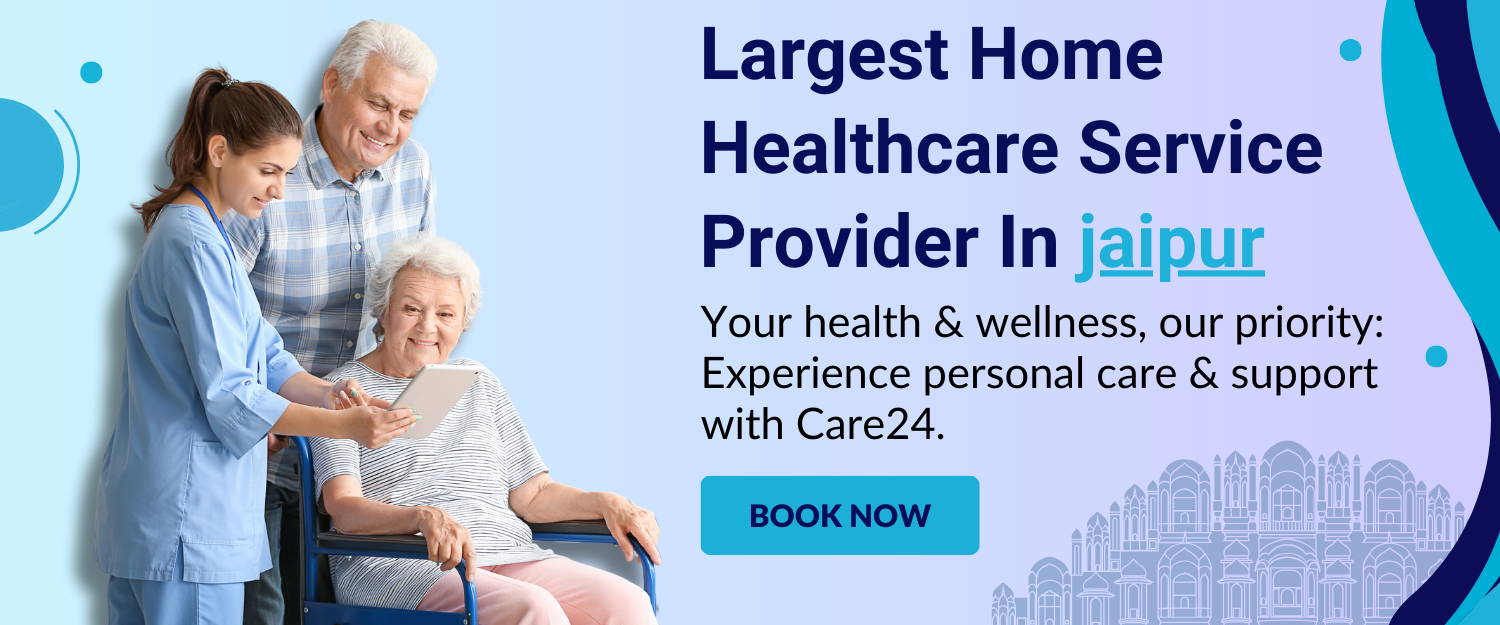 Largest Home
Healthcare Service
Provider In jaipur
Your health & wellness, our priority:
Experience personal care & support
with Care24.
BOOK NOW